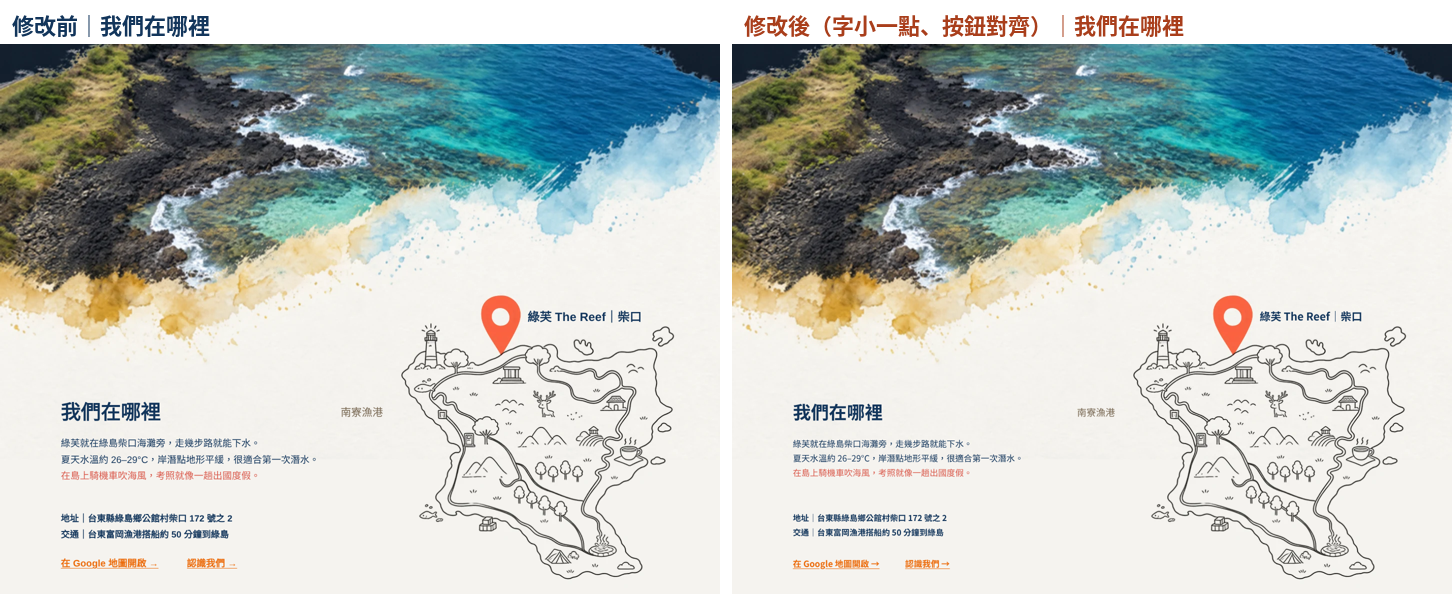 修改前｜我們在哪裡
綠芙 The Reef｜柴口
我們在哪裡
南寮漁港
綠芙就在綠島柴口海灘旁，走幾步路就能下水。
夏天水溫約 26–29°C，岸潛點地形平緩，很適合第一次潛水。
在島上騎機車吹海風，考照就像一趟出國度假。
地址｜台東縣綠島鄉公館村柴口 172 號之 2
交通｜台東富岡漁港搭船約 50 分鐘到綠島
在 Google 地圖開啟 → 認識我們 →
修改後（字小一點、按鈕對齊）｜我們在哪裡
綠芙 The Reef｜柴口
我們在哪裡
南寮漁港
綠芙就在綠島柴口海灘旁，走幾步路就能下水。
夏天水溫約 26–29°C，岸潛點地形平緩，很適合第一次潛水。
在島上騎機車吹海風，考照就像一趟出國度假。
地址｜台東縣綠島鄉公館村柴口 172 號之 2
交通｜台東富岡漁港搭船約 50 分鐘到綠島
在 Google 地圖開啟 → 認識我們 →